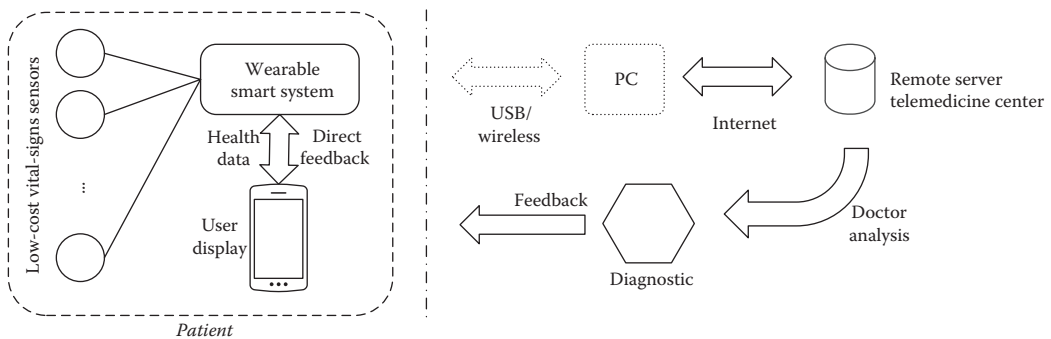 Low-cost vital-signs sensors
...
Wearable
smart system
Health
data
Direct
feedback
User
display
Patient
USB/
wireless
PC
Internet
Remote server
telemedicine center
Doctor
analysis
Diagnostic
Feedback